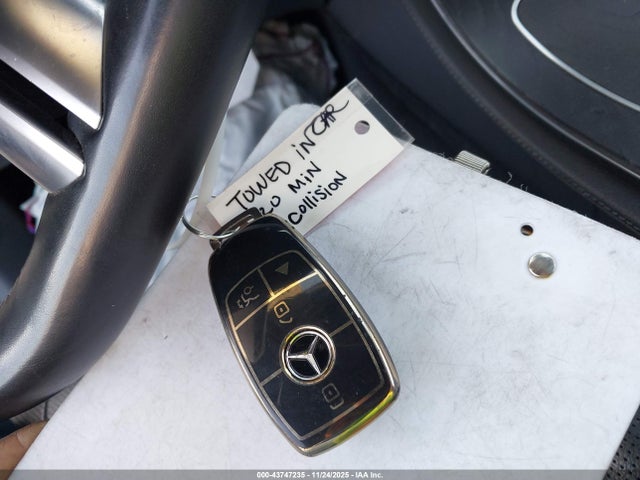 TOWED IN CAR
20 MIN
Collision
000-43747235 - 11/24/2025 - IAA Inc.